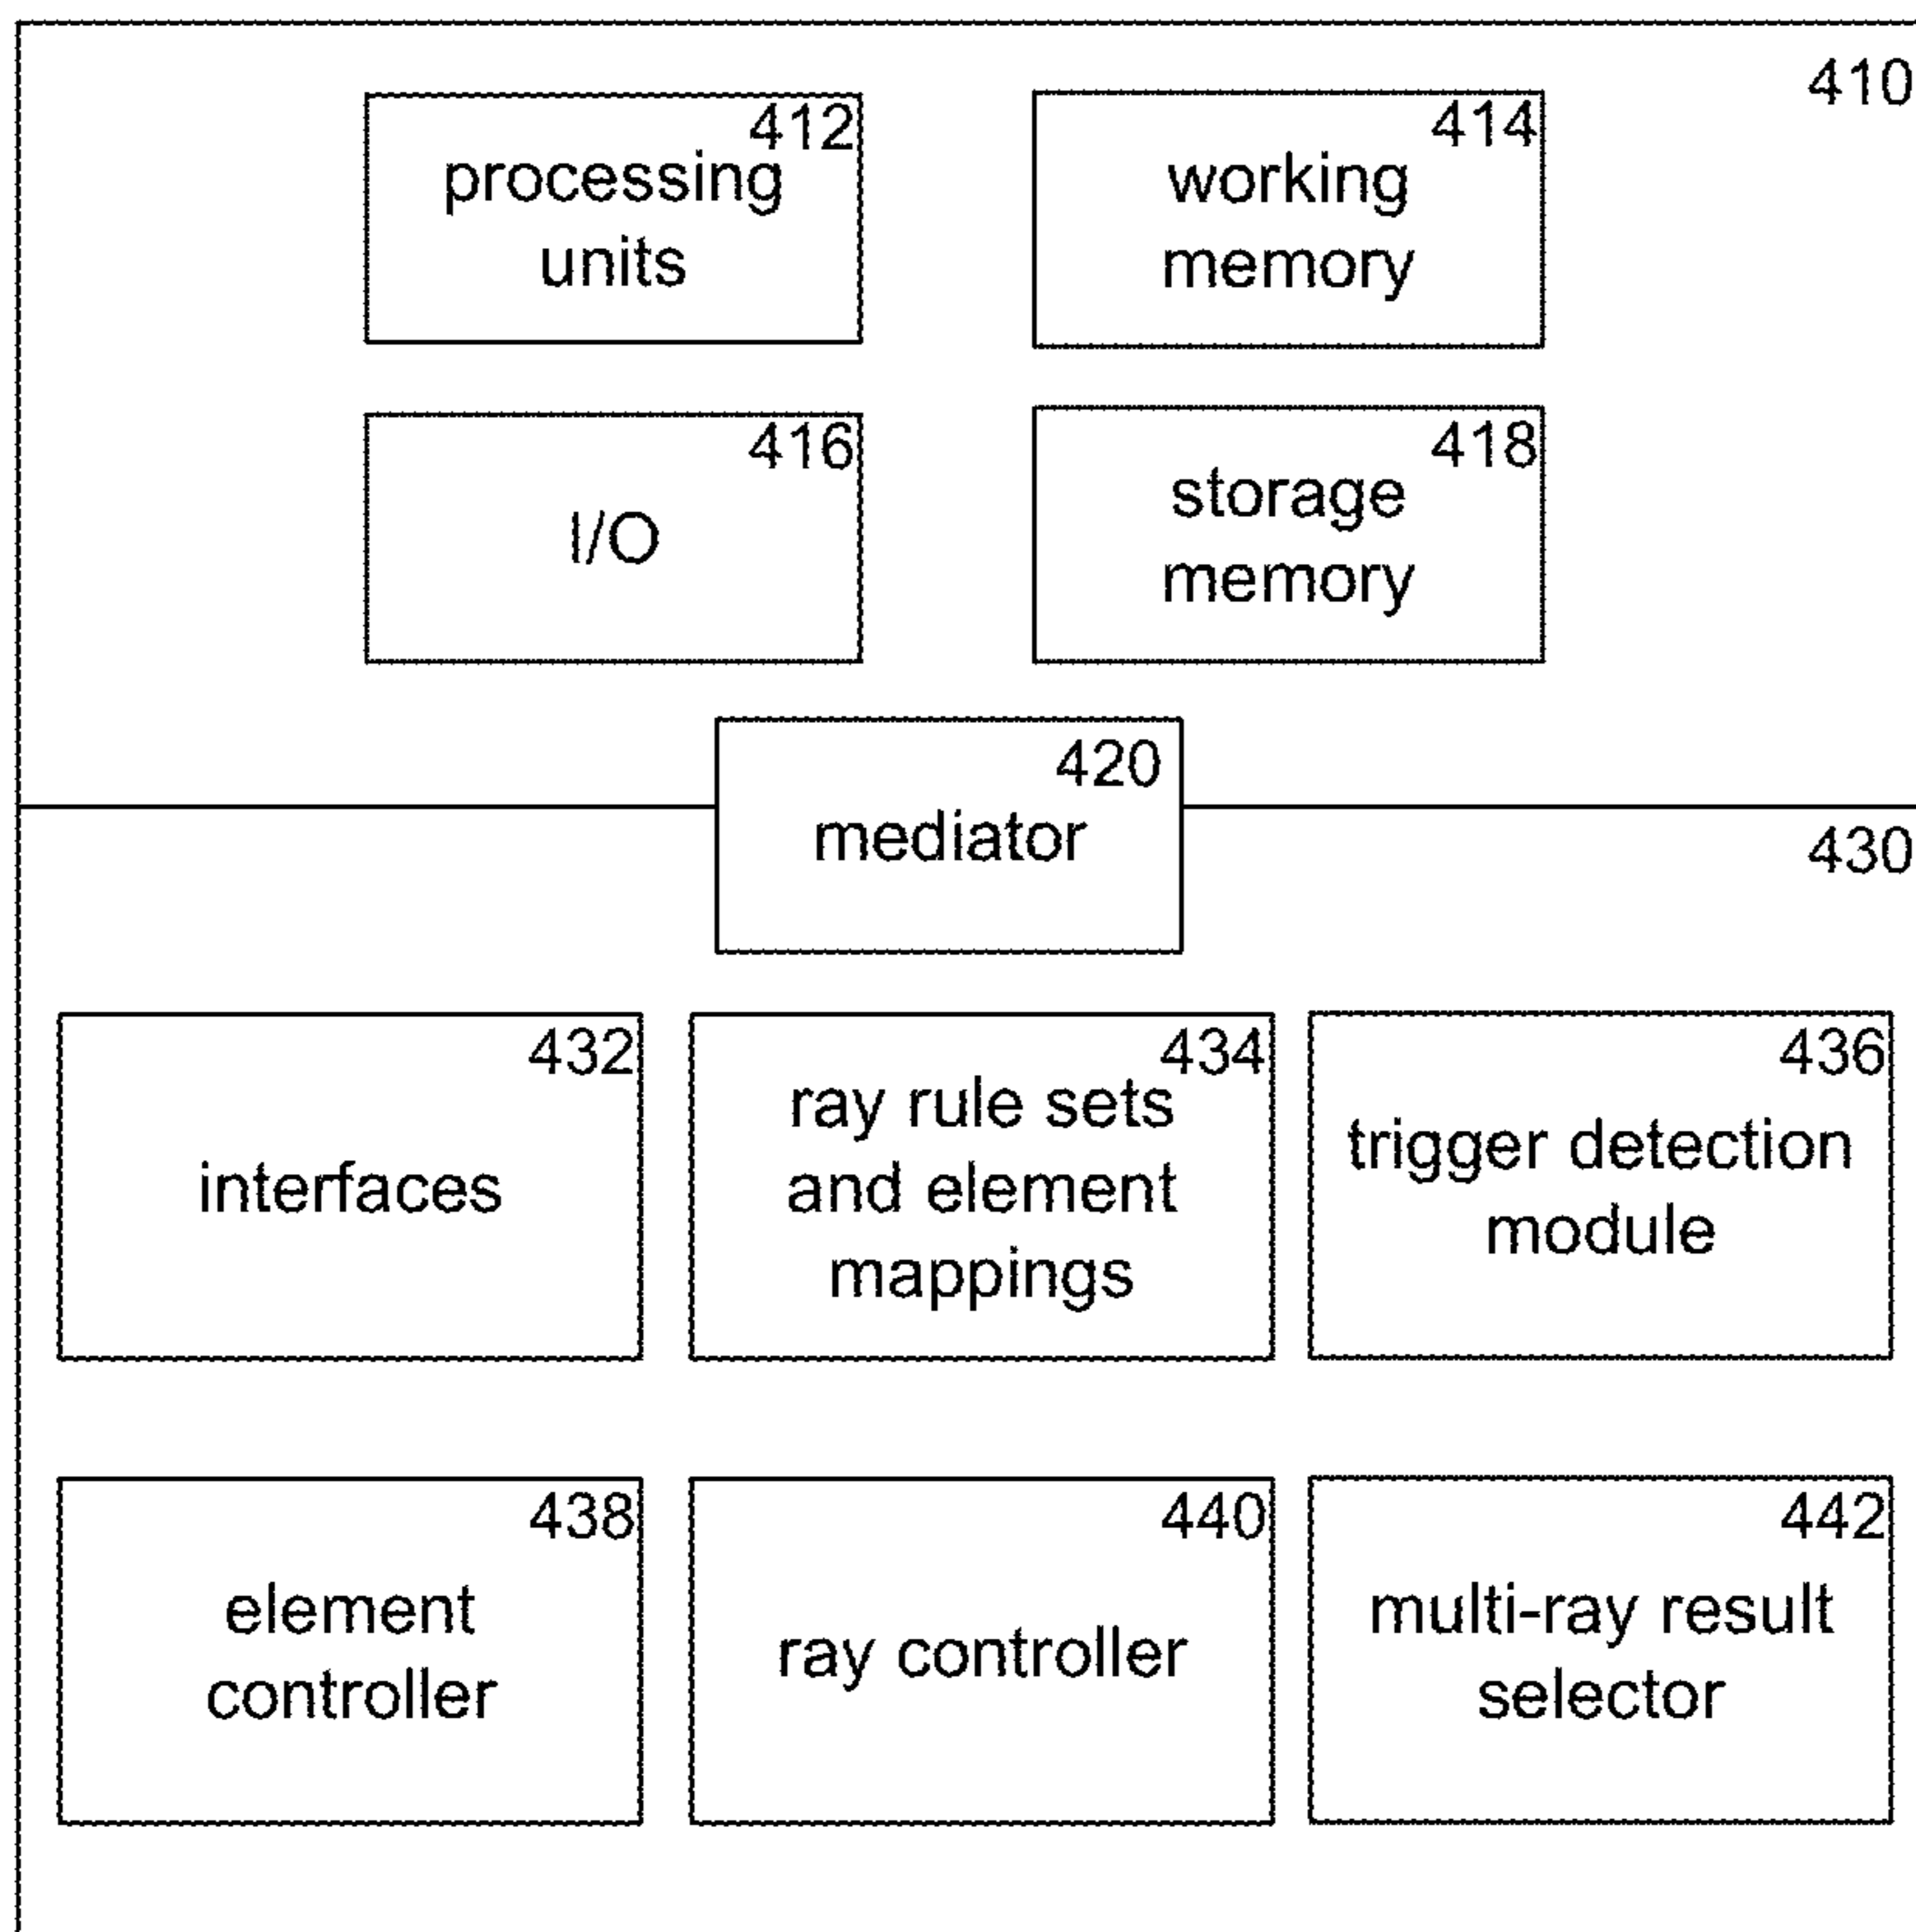 410
412
processing
units
414
working
memory
416
I/O
418
storage
memory
420
mediator
430
432
interfaces
434
ray rule sets
and element
mappings
436
trigger detection
module
438
element
controller
440
ray controller
442
multi-ray result
selector